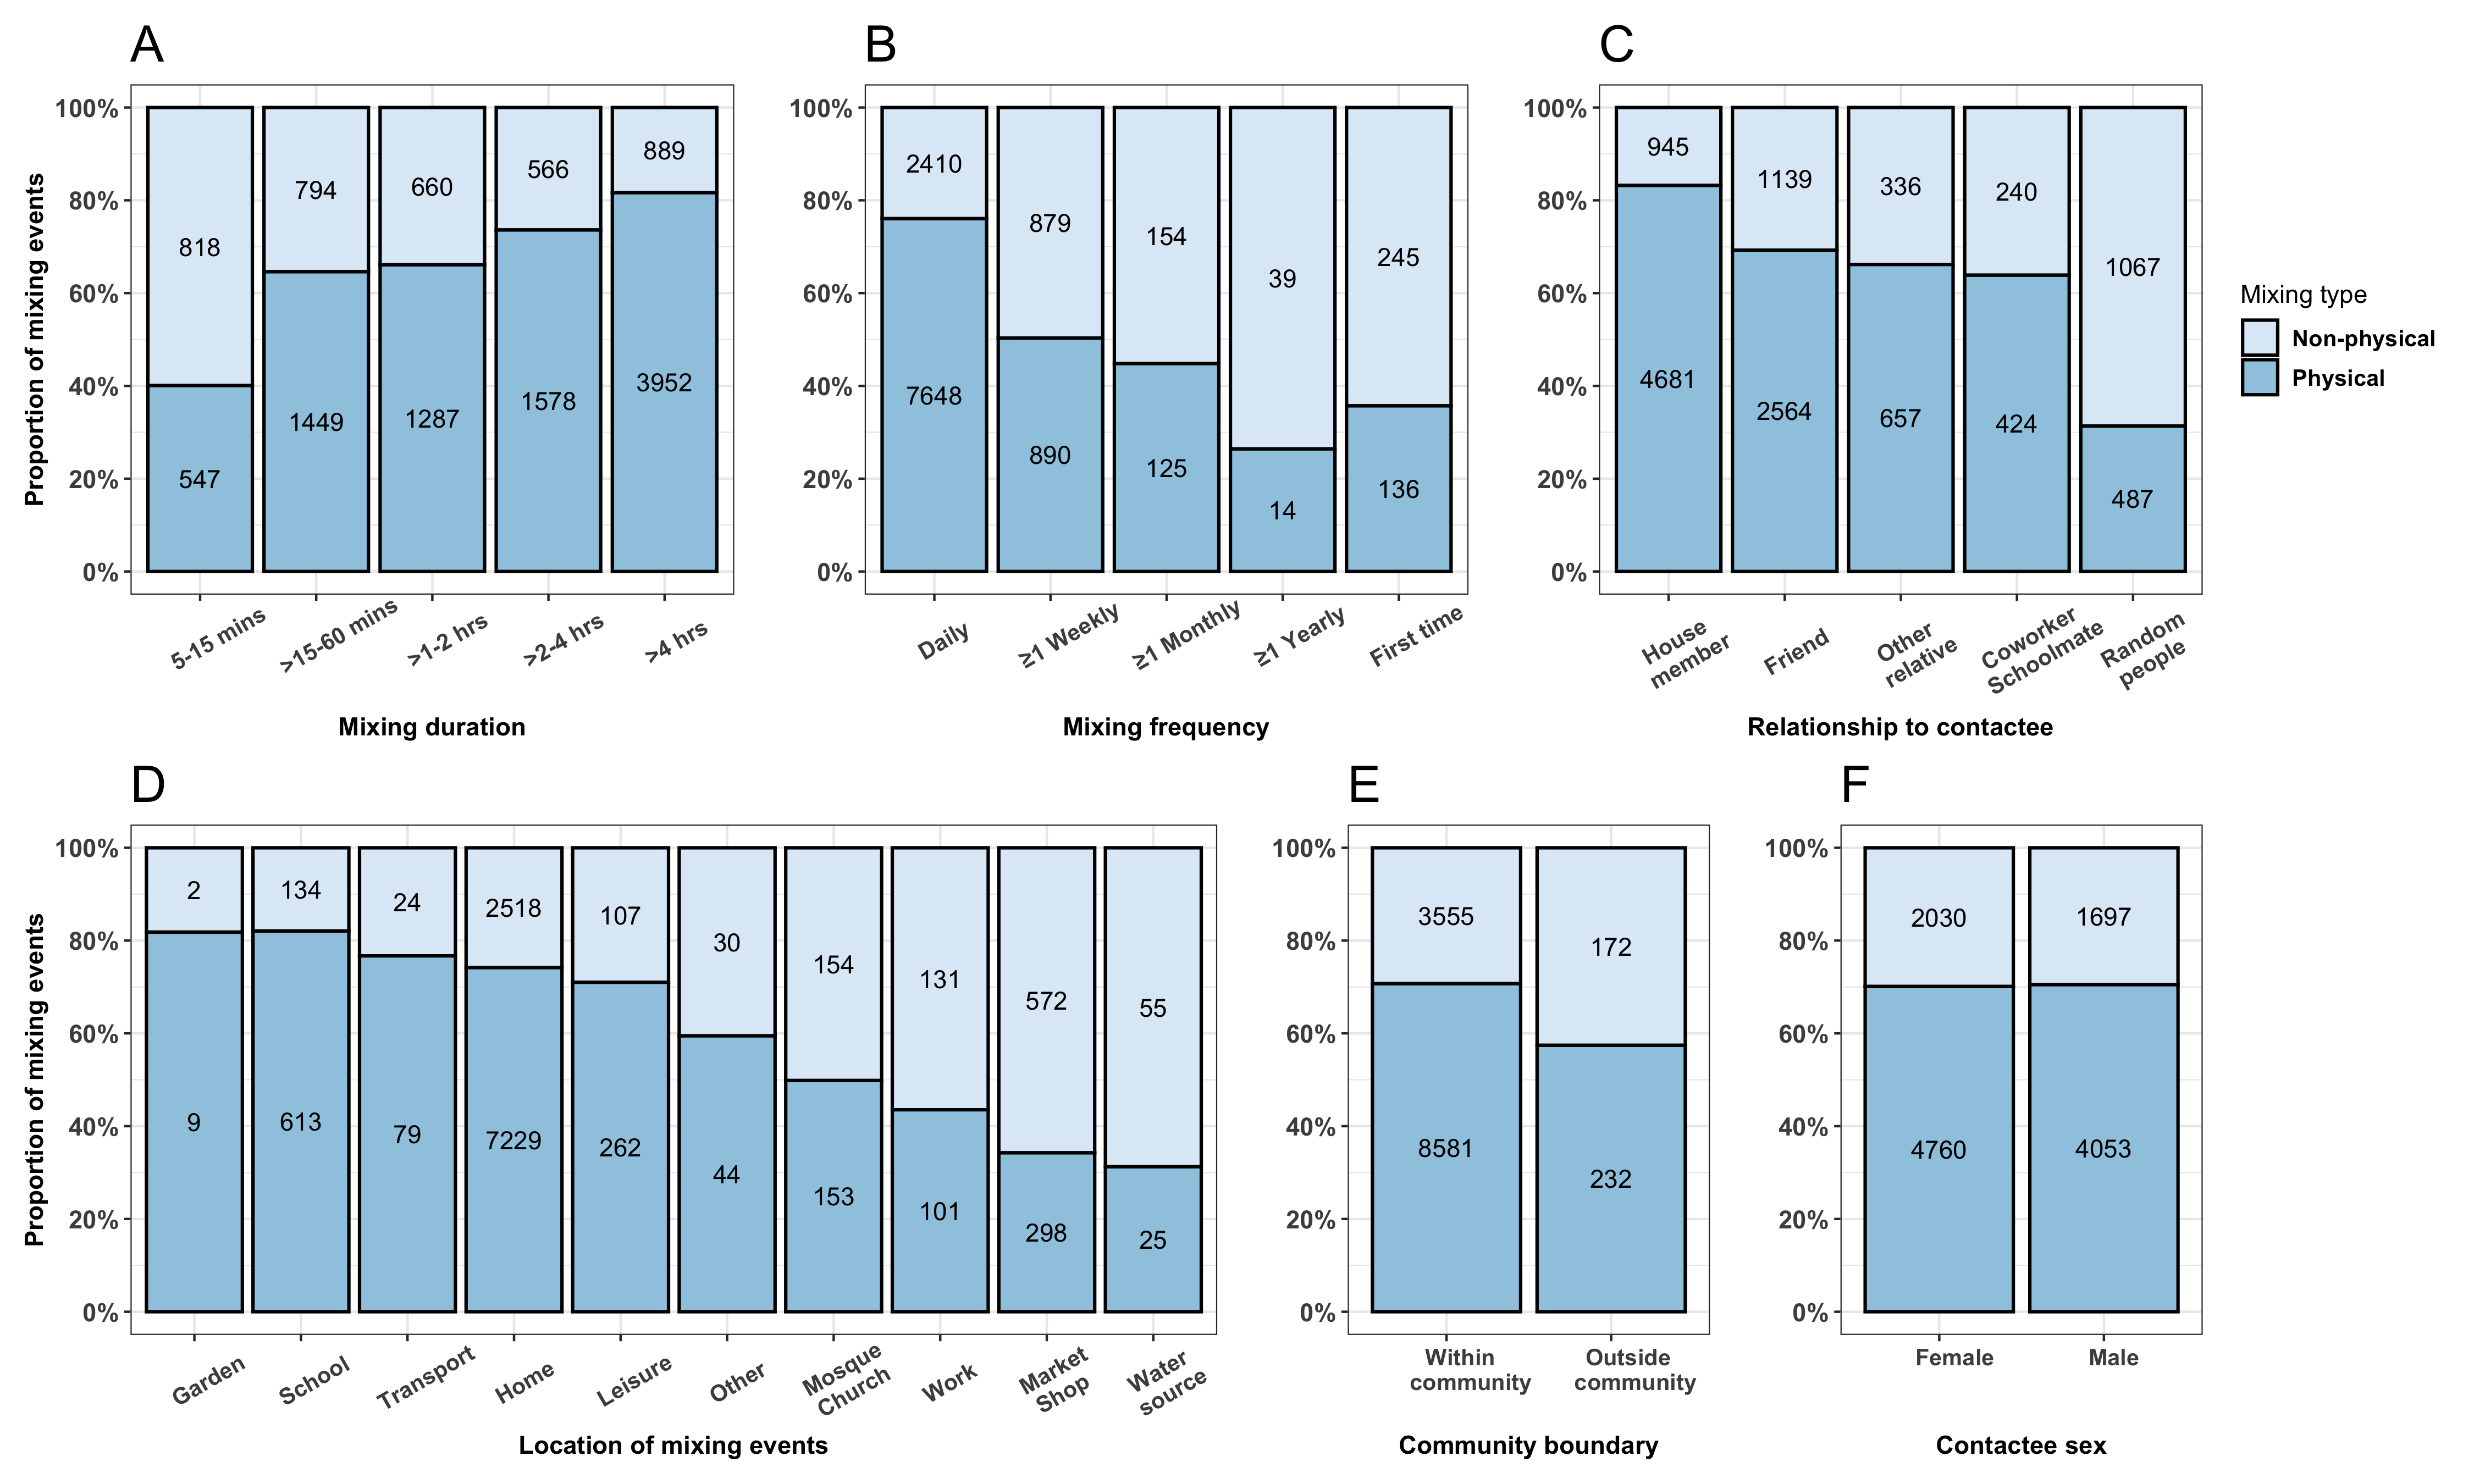 A
B
C
Proportion of mixing events
100%
80%
60%
40%
20%
0%
818
794
660
566
889
547
1449
1287
1578
3952
5-15 mins
>15-60 mins
>1-2 hrs
>2-4 hrs
>4 hrs
Mixing duration
100%
80%
60%
40%
20%
0%
2410
879
154
39
245
7648
890
125
14
136
Daily
≥1 Weekly
≥1 Monthly
≥1 Yearly
First time
Mixing frequency
100%
80%
60%
40%
20%
0%
945
1139
336
240
1067
4681
2564
657
424
487
House
member
Friend
Other
relative
Coworker
Schoolmate
Random
people
Relationship to contactee
Mixing type
Non-physical
Physical
D
E
F
Proportion of mixing events
100%
80%
60%
40%
20%
0%
2
134
24
2518
107
30
154
131
572
55
9
613
79
7229
262
44
153
101
298
25
Garden
School
Transport
Home
Leisure
Other
Mosque
Church
Work
Market
Shop
Water
source
Location of mixing events
100%
80%
60%
40%
20%
0%
3555
172
8581
232
Within
community
Outside
community
Community boundary
100%
80%
60%
40%
20%
0%
2030
1697
4760
4053
Female
Male
Contactee sex